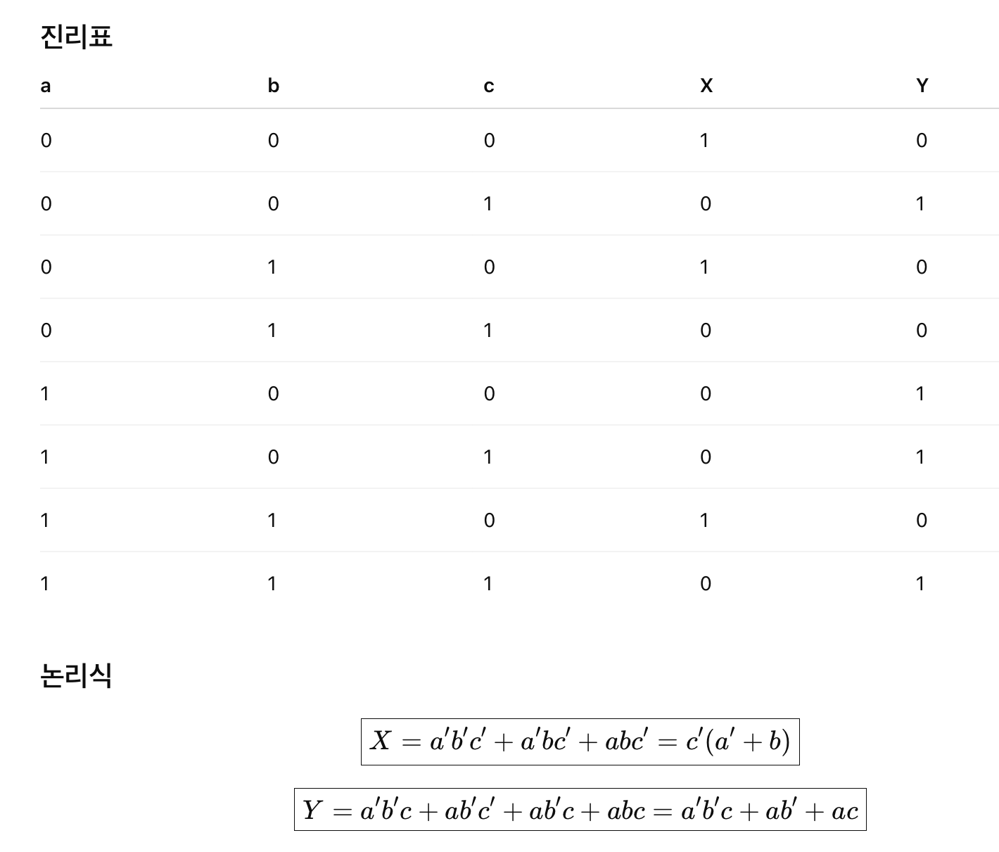 진리표
a b c X Y
0 0 0 1 0
0 0 1 0 1
0 1 0 1 0
0 1 1 0 0
1 0 0 0 1
1 0 1 0 1
1 1 0 1 0
1 1 1 0 1
논리식
X = a′b′c′ + a′bc′ + abc′ = c′(a′ + b)
Y = a′b′c + ab′c′ + ab′c + abc = a′b′c + ab′ + ac